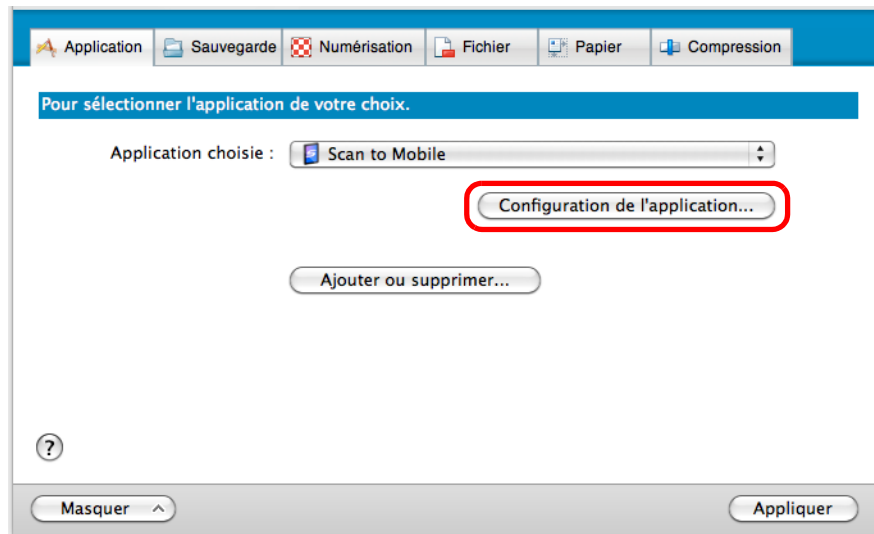 Application Sauvegarde Numérisation Fichier Papier Compression
Pour sélectionner l'application de votre choix.
Application choisie : Scan to Mobile
Configuration de l'application...
Ajouter ou supprimer...
?
Masquer Appliquer